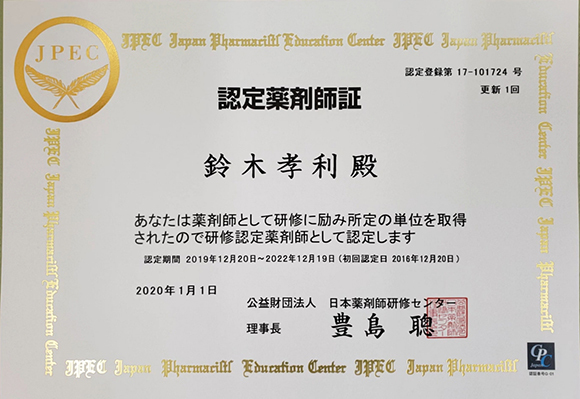 JPEC
JPEC Japan Pharmacists Education Center JPEC Japan Pharmacists
Education Center
認定登録第 17-101724 号
更新 1回
認定薬剤師証
鈴木孝利殿
あなたは薬剤師として研修に励み所定の単位を取得
されたので研修認定薬剤師として認定します
認定期間 2019年12月20日~2022年12月19日(初回認定日 2016年12月20日)
2020年1月1日
公益財団法人 日本薬剤師研修センター
理事長 豊島 聰
JPEC Japan Pharmacists Education Center JPEC Japan Pharmacists
CPC
Japan